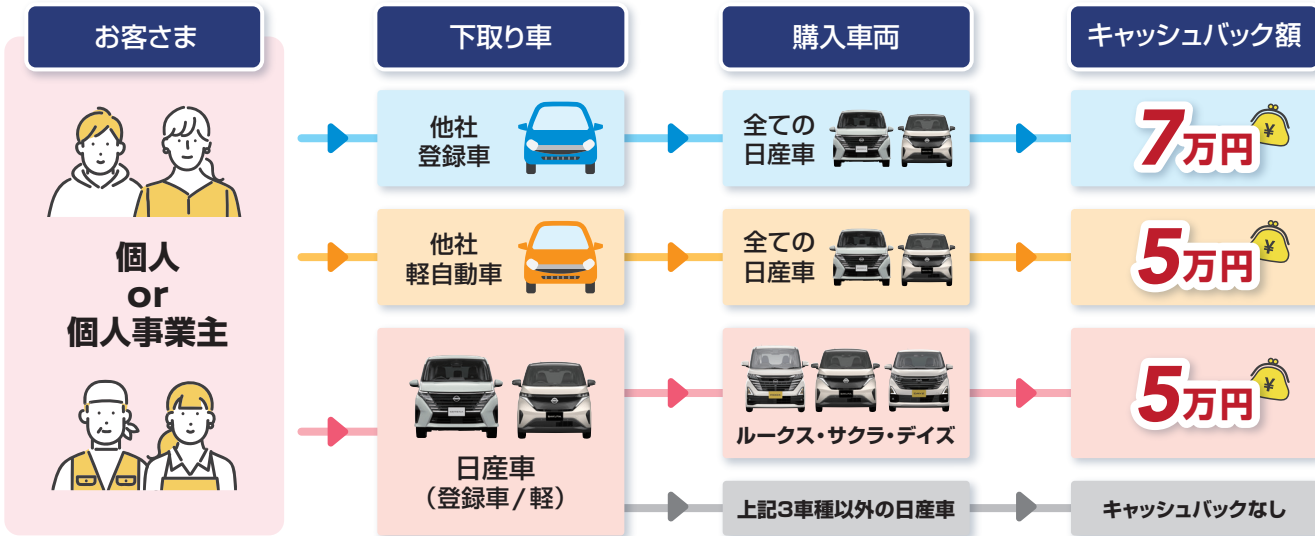 お客さま
下取り車
購入車両
キャッシュバック額
個人
or
個人事業主
他社
登録車
全ての
日産車
7万円
¥
他社
軽自動車
全ての
日産車
5万円
¥
日産車
(登録車/軽)
ルークス・サクラ・デイズ
5万円
¥
上記3車種以外の日産車
キャッシュバックなし